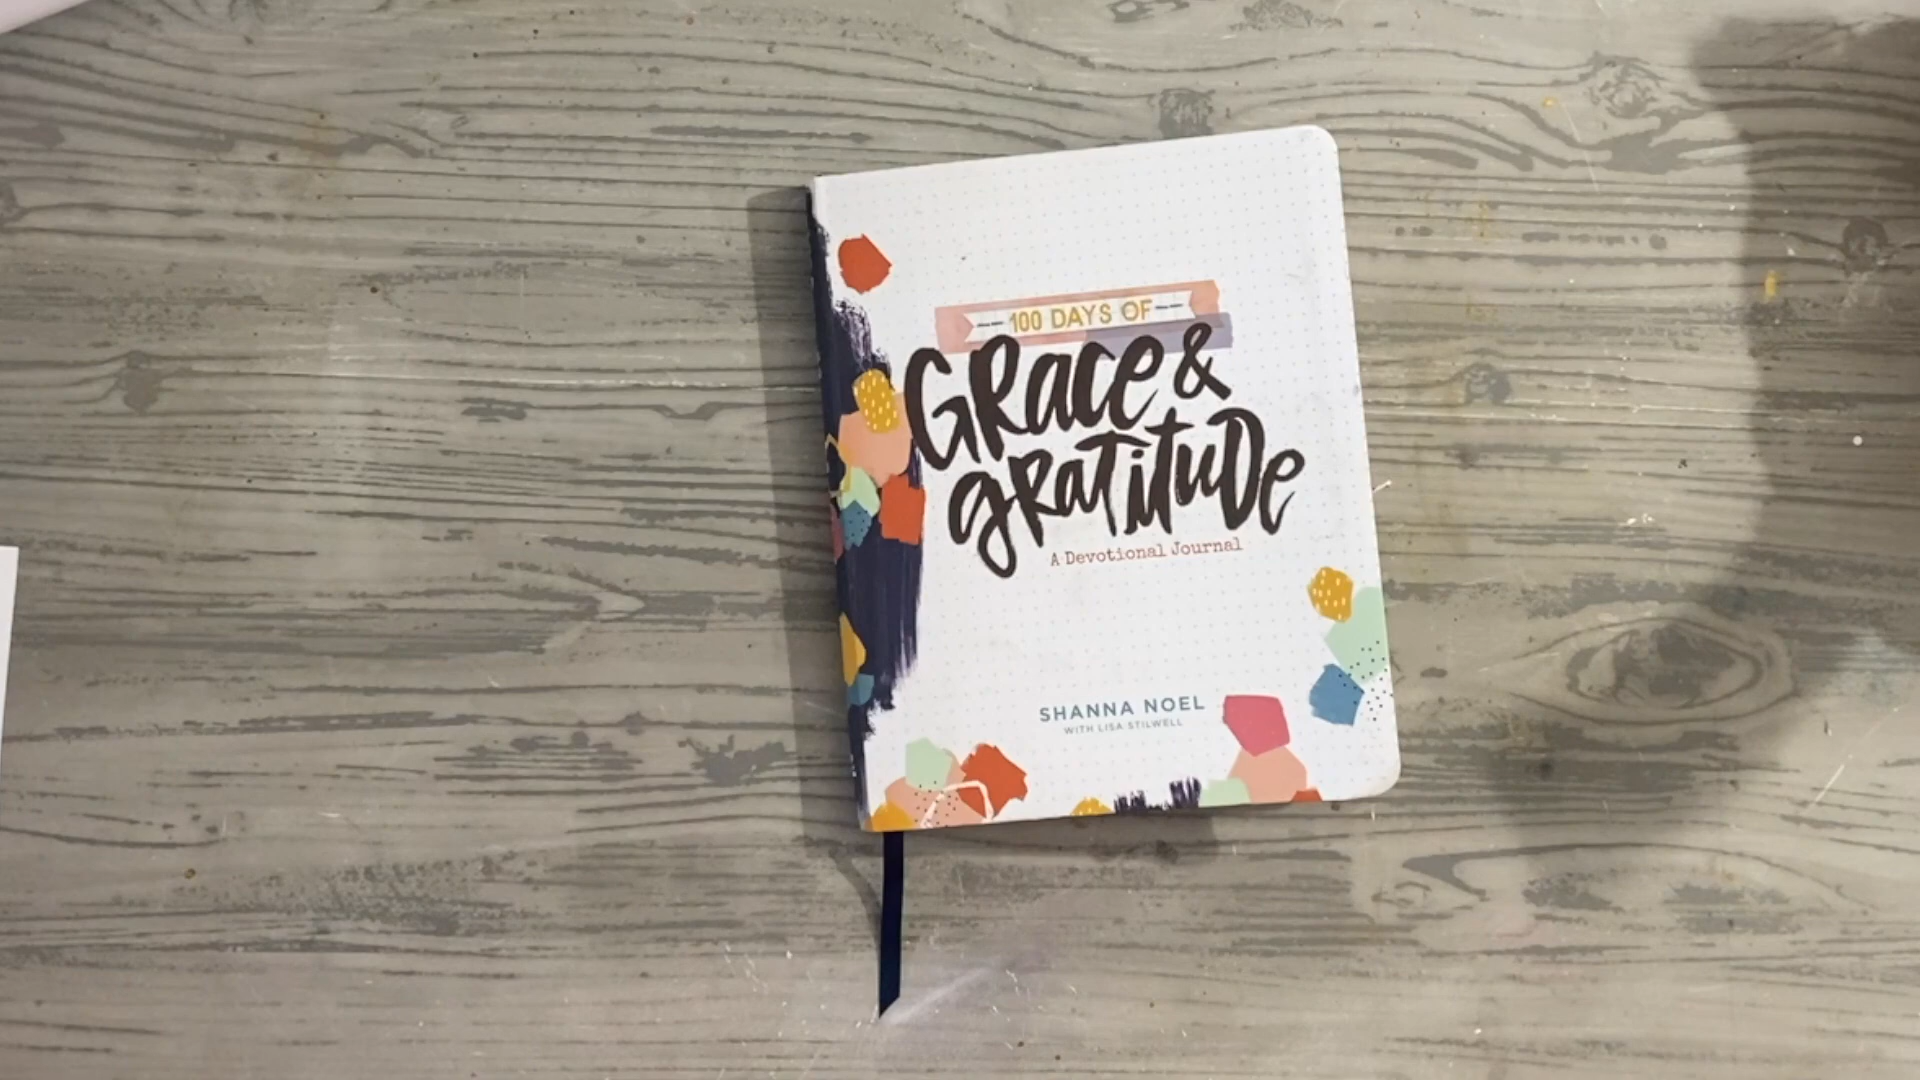 100 DAYS OF
GRace &
gRaTiTuDe
A Devotional Journal
SHANNA NOEL
WITH LISA STILWELL